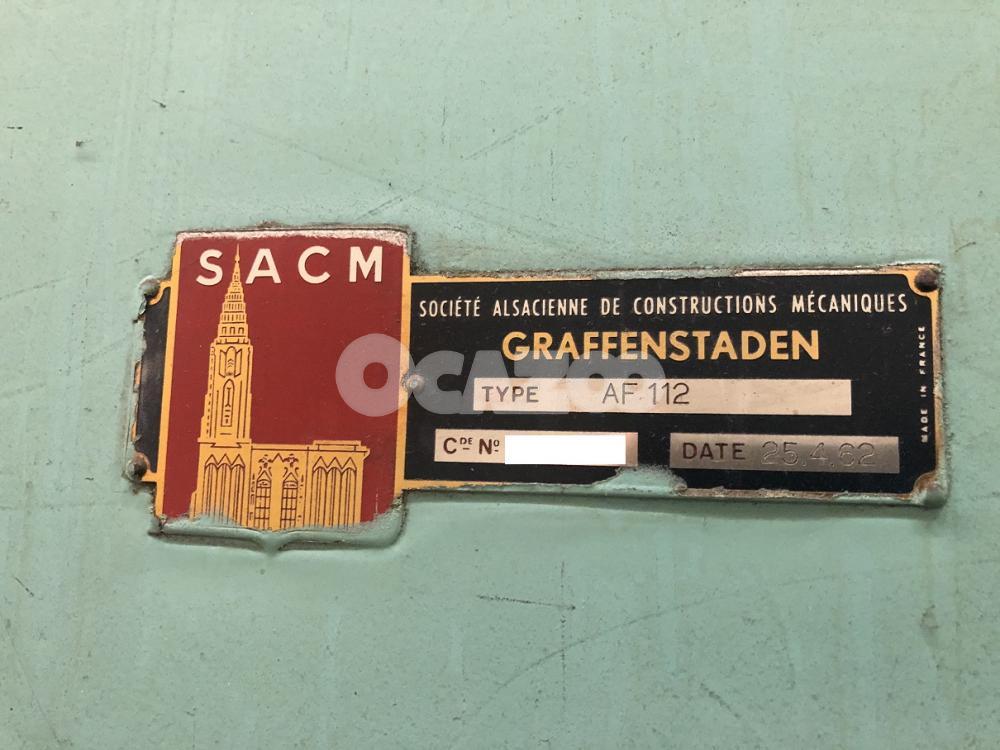 SACM
SOCIÉTÉ ALSACIENNE DE CONSTRUCTIONS MÉCANIQUES
GRAFFENSTADEN
TYPE AF 112
CDE NO
DATE 25.4.62
MADE IN FRANCE
OCAZOO